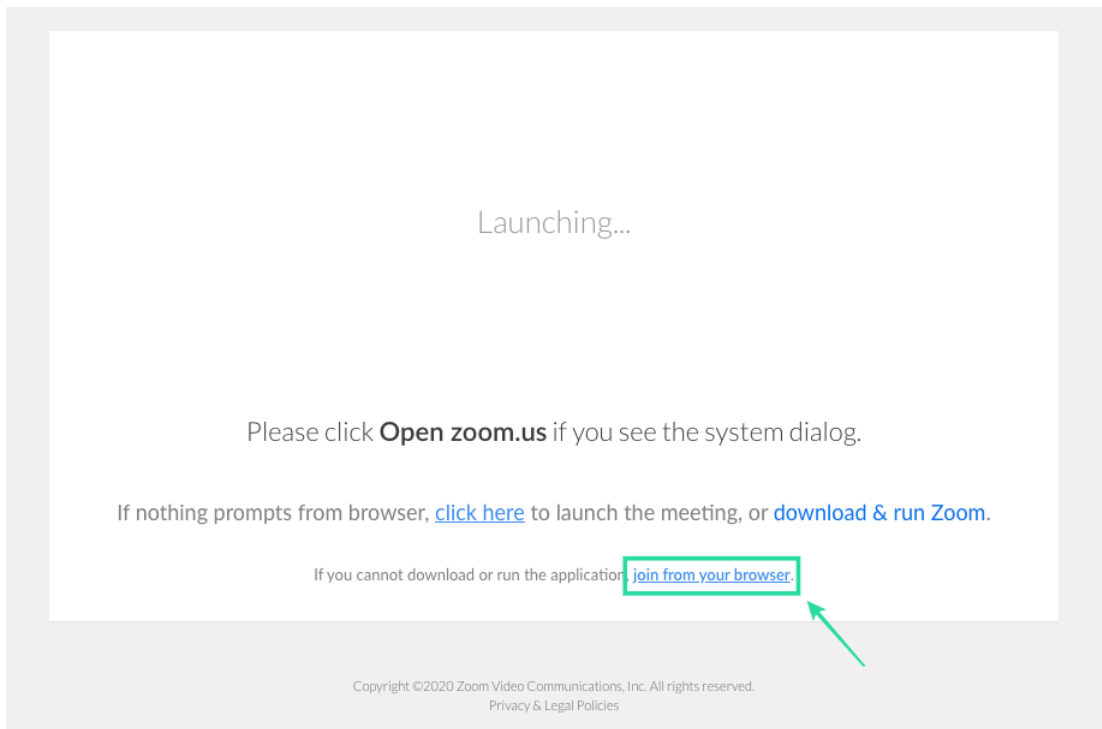 Launching...
Please click Open zoom.us if you see the system dialog.
If nothing prompts from browser, click here to launch the meeting, or download & run Zoom.
If you cannot download or run the application, join from your browser.
Copyright ©2020 Zoom Video Communications, Inc. All rights reserved.
Privacy & Legal Policies